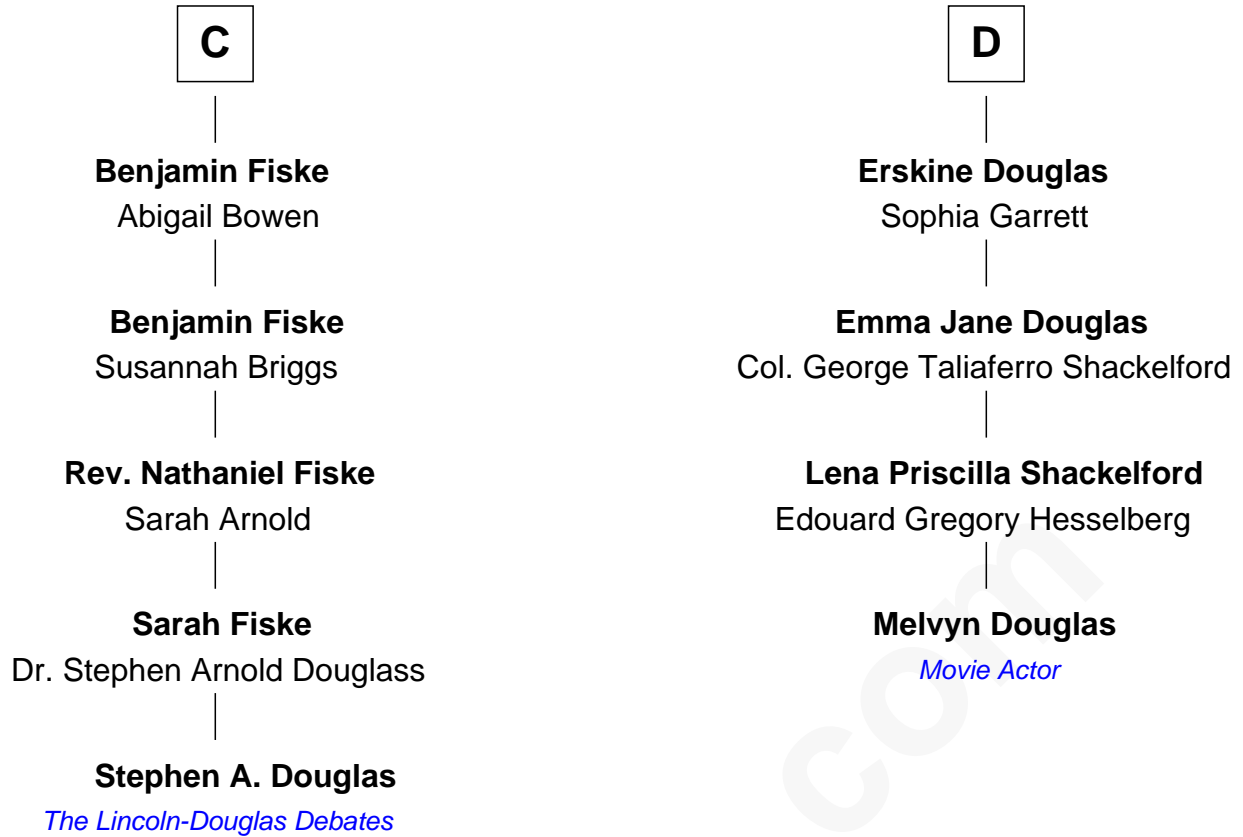 C
Benjamin Fiske
Abigail Bowen
Benjamin Fiske
Susannah Briggs
Rev. Nathaniel Fiske
Sarah Arnold
Sarah Fiske
Dr. Stephen Arnold Douglass
Stephen A. Douglas
The Lincoln-Douglas Debates
D
Erskine Douglas
Sophia Garrett
Emma Jane Douglas
Col. George Taliaferro Shackelford
Lena Priscilla Shackelford
Edouard Gregory Hesselberg
Melvyn Douglas
Movie Actor
com